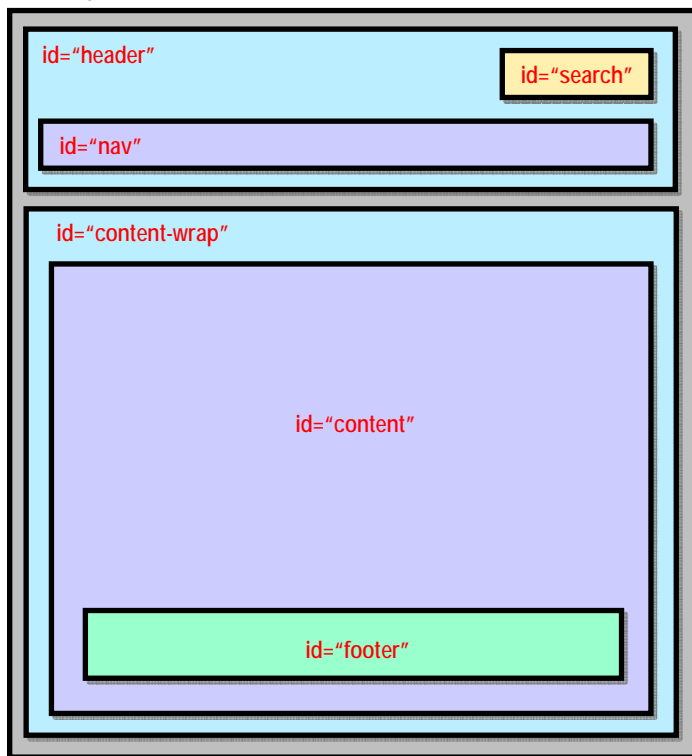 id=“header”
id=“search”
id=“nav”
id=“content-wrap”
id=“content”
id=“footer”